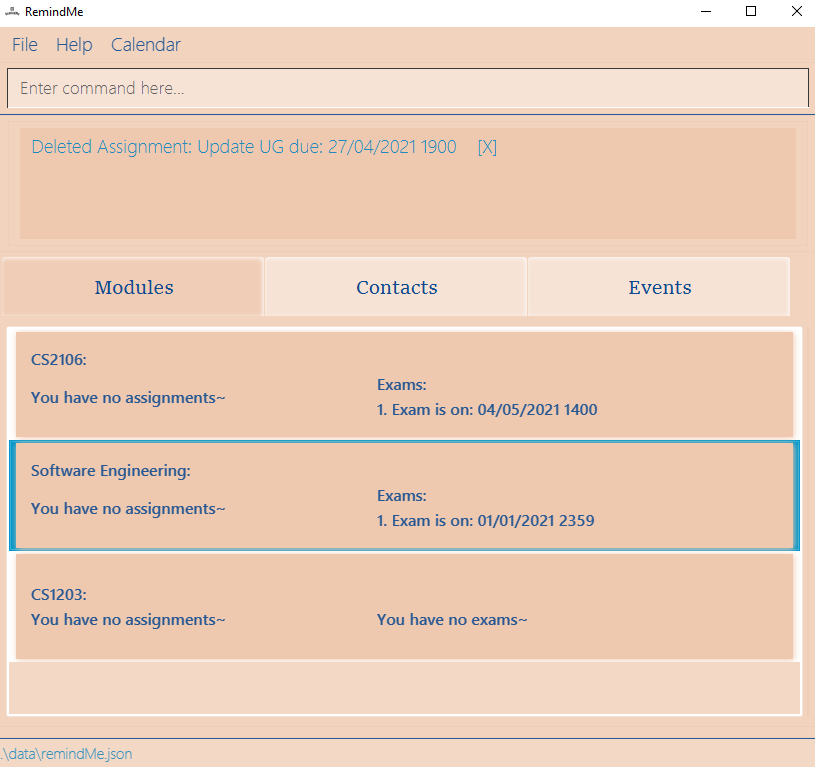 RemindMe
File Help Calendar
Enter command here...
Deleted Assignment: Update UG due: 27/04/2021 1900 [X]
Modules Contacts Events
CS2106:
You have no assignments~
Exams:
1. Exam is on: 04/05/2021 1400
Software Engineering:
You have no assignments~
Exams:
1. Exam is on: 01/01/2021 2359
CS1203:
You have no assignments~
You have no exams~
.\data\remindMe.json